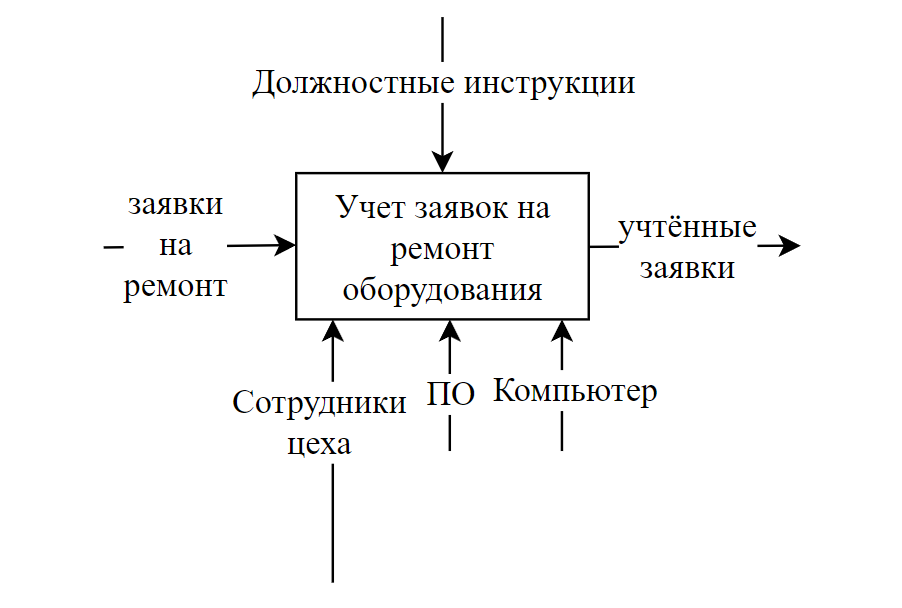 Должностные инструкции
заявки
на
ремонт
Учет заявок на
ремонт
оборудования
учтённые
заявки
Сотрудники
цеха
ПО
Компьютер